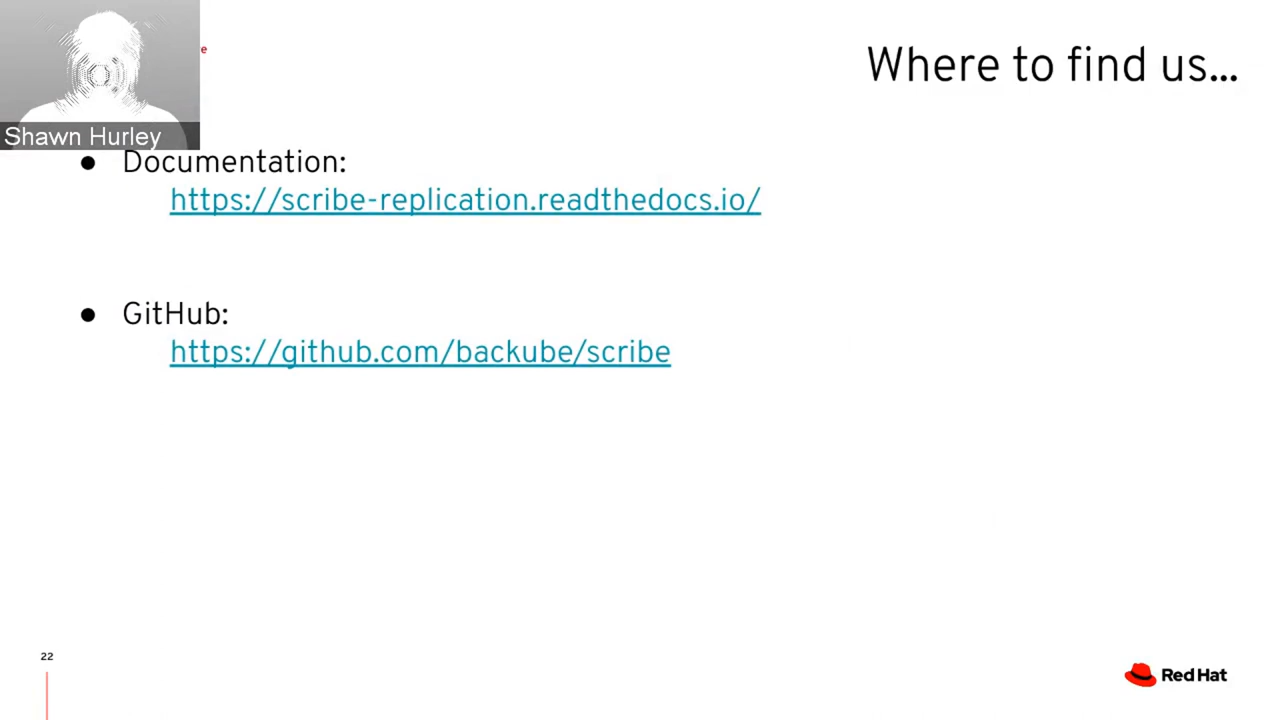 Where to find us...
Shawn Hurley
● Documentation:
https://scribe-replication.readthedocs.io/
● GitHub:
https://github.com/backube/scribe
22
Red Hat